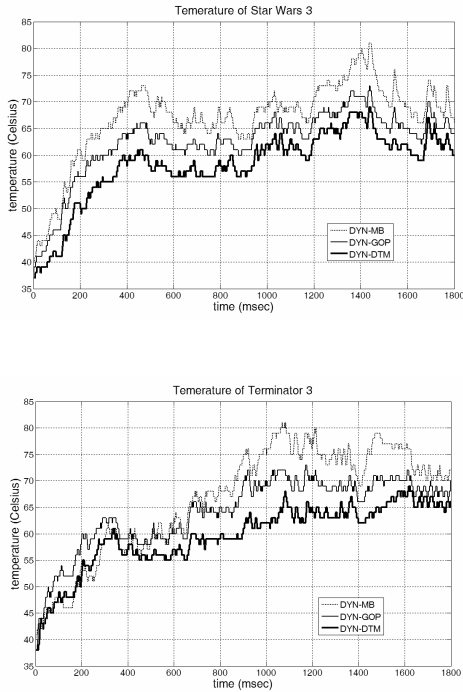 Temerature of Star Wars 3
85
80
75
70
65
60
55
50
45
40
35
temperature (Celsius)
DYN-MB
DYN-GOP
DYN-DTM
0 200 400 600 800 1000 1200 1400 1600 1800
time (msec)
Temerature of Terminator 3
85
80
75
70
65
60
55
50
45
40
35
temperature (Celsius)
DYN-MB
DYN-GOP
DYN-DTM
0 200 400 600 800 1000 1200 1400 1600 1800
time (msec)